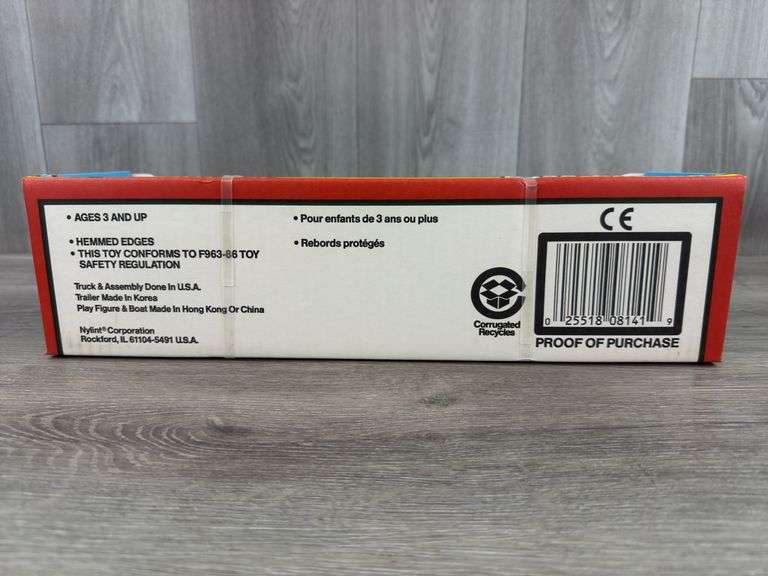 • AGES 3 AND UP
• HEMMED EDGES
• THIS TOY CONFORMS TO F963-86 TOY
SAFETY REGULATION
Truck & Assembly Done In U.S.A.
Trailer Made In Korea
Play Figure & Boat Made In Hong Kong Or China
Nylint® Corporation
Rockford, IL 61104-5491 U.S.A.
• Pour enfants de 3 ans ou plus
• Rebords protégés
Corrugated
Recycles
CE
0 25518 08141 9
PROOF OF PURCHASE